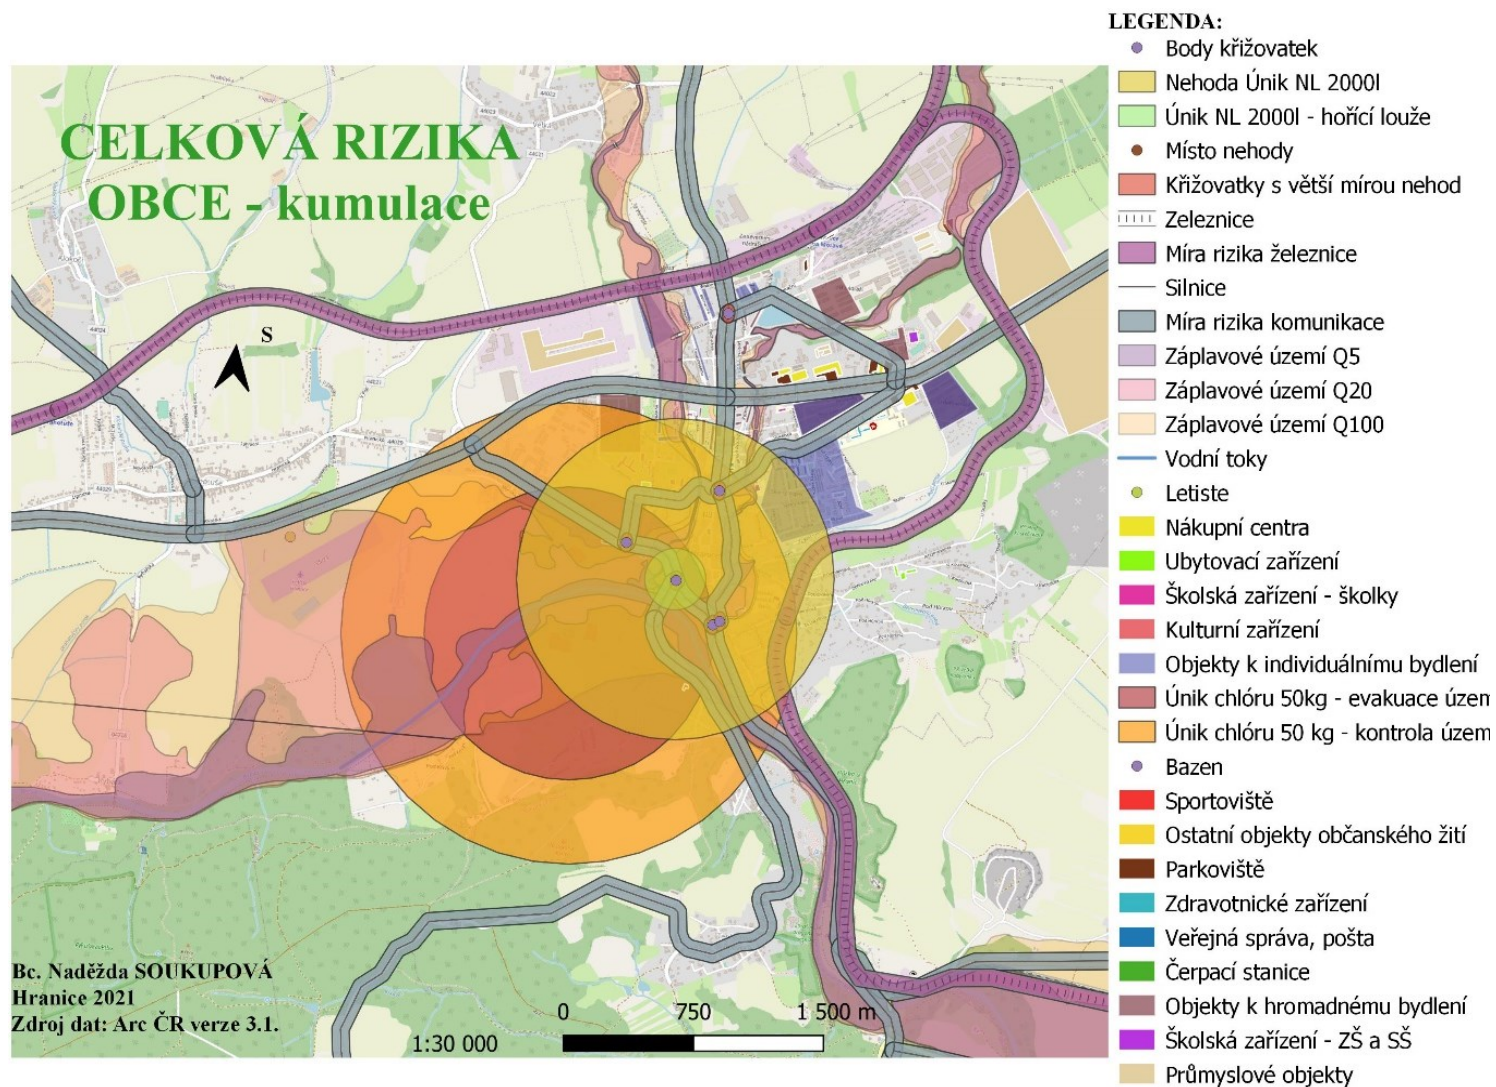 LEGENDA:
Body křižovatek
Nehoda Únik NL 2000l
Únik NL 2000l - hořící louže
Místo nehody
Křižovatky s větší mírou nehod
Zeleznice
Míra rizika železnice
Silnice
Míra rizika komunikace
Záplavové území Q5
Záplavové území Q20
Záplavové území Q100
Vodní toky
Letiste
Nákupní centra
Ubytovací zařízení
Školská zařízení - školky
Kulturní zařízení
Objekty k individuálnímu bydlení
Únik chlóru 50kg - evakuace územ
Únik chlóru 50 kg - kontrola územ
Bazen
Sportoviště
Ostatní objekty občanského žití
Parkoviště
Zdravotnické zařízení
Veřejná správa, pošta
Čerpací stanice
Objekty k hromadnému bydlení
Školská zařízení - ZŠ a SŠ
Průmyslové objekty
CELKOVÁ RIZIKA
OBCE - kumulace
S
Bc. Naděžda SOUKUPOVÁ
Hranice 2021
Zdroj dat: Arc ČR verze 3.1.
1:30 000
0 750 1 500 m